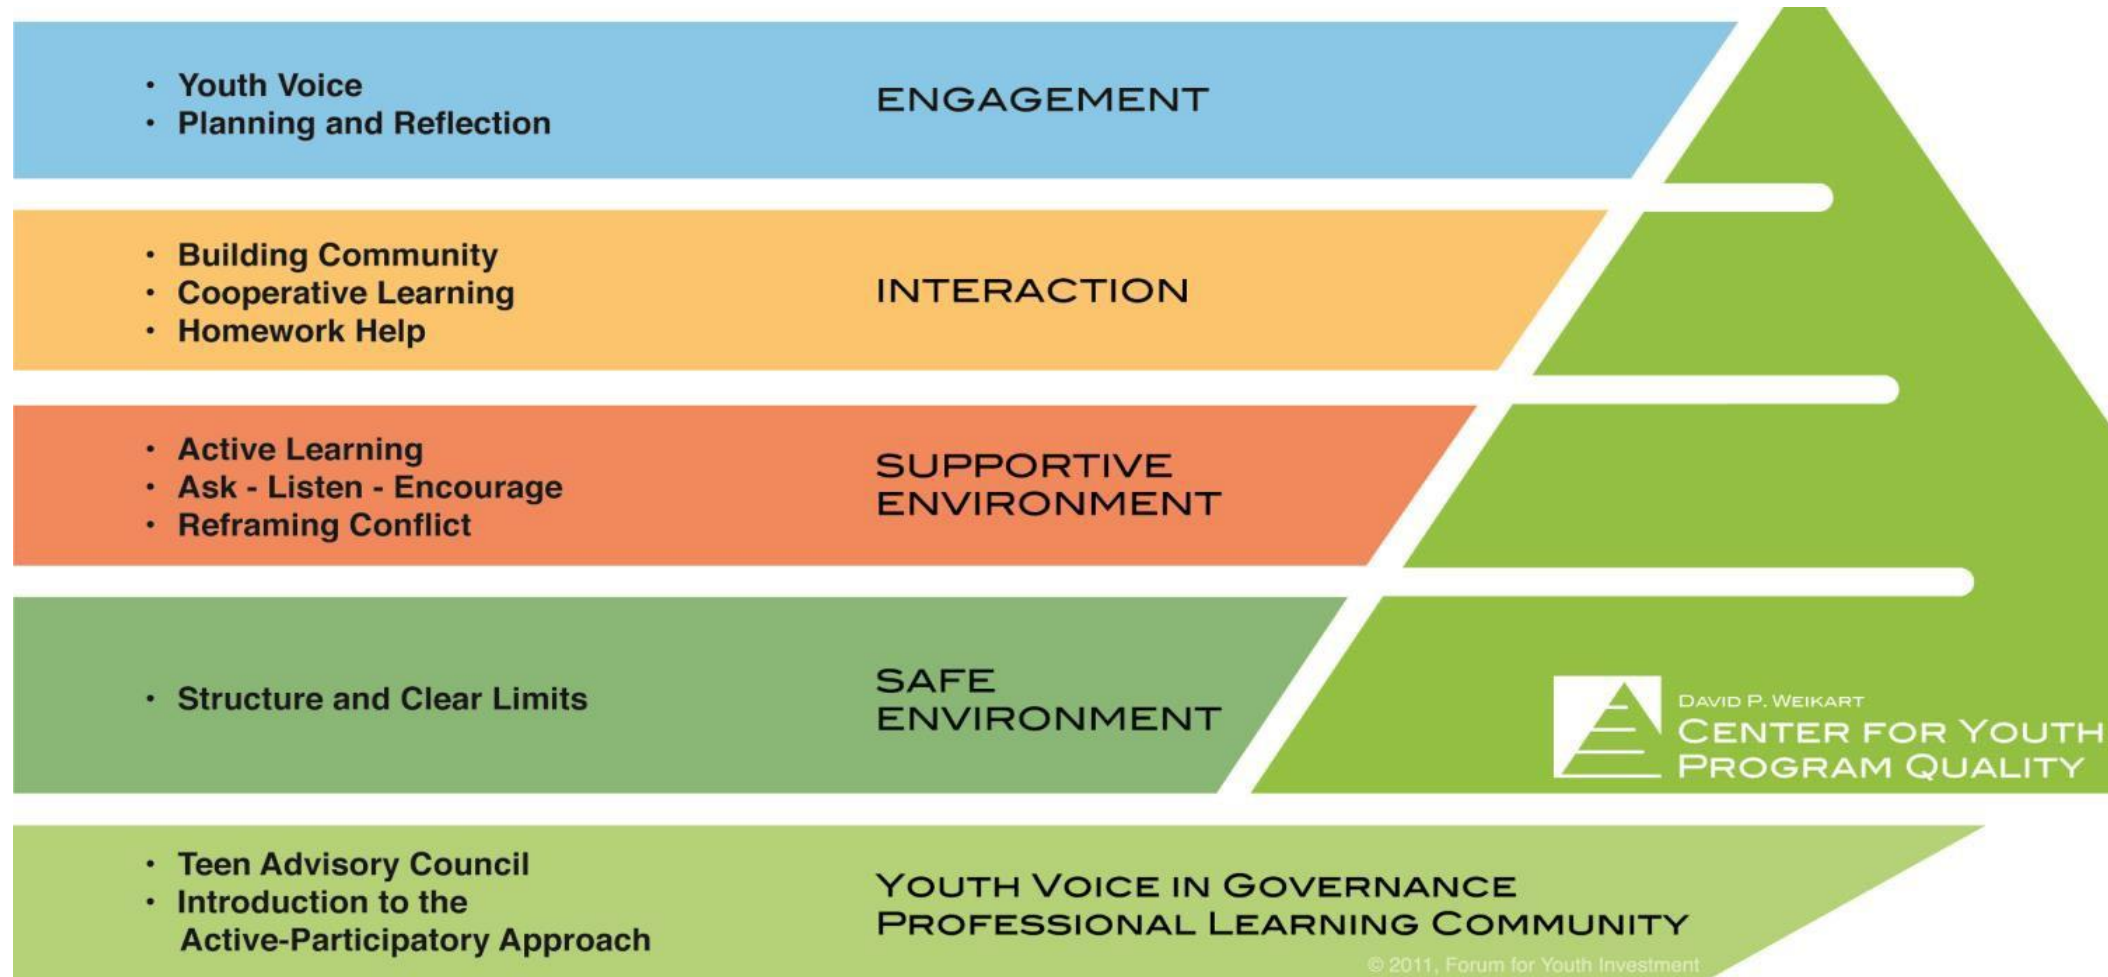 • Youth Voice
• Planning and Reflection
ENGAGEMENT
• Building Community
• Cooperative Learning
• Homework Help
INTERACTION
• Active Learning
• Ask - Listen - Encourage
• Reframing Conflict
SUPPORTIVE
ENVIRONMENT
• Structure and Clear Limits
SAFE
ENVIRONMENT
DAVID P. WEIKART
CENTER FOR YOUTH
PROGRAM QUALITY
• Teen Advisory Council
• Introduction to the
Active-Participatory Approach
YOUTH VOICE IN GOVERNANCE
PROFESSIONAL LEARNING COMMUNITY
© 2011, Forum for Youth Investment